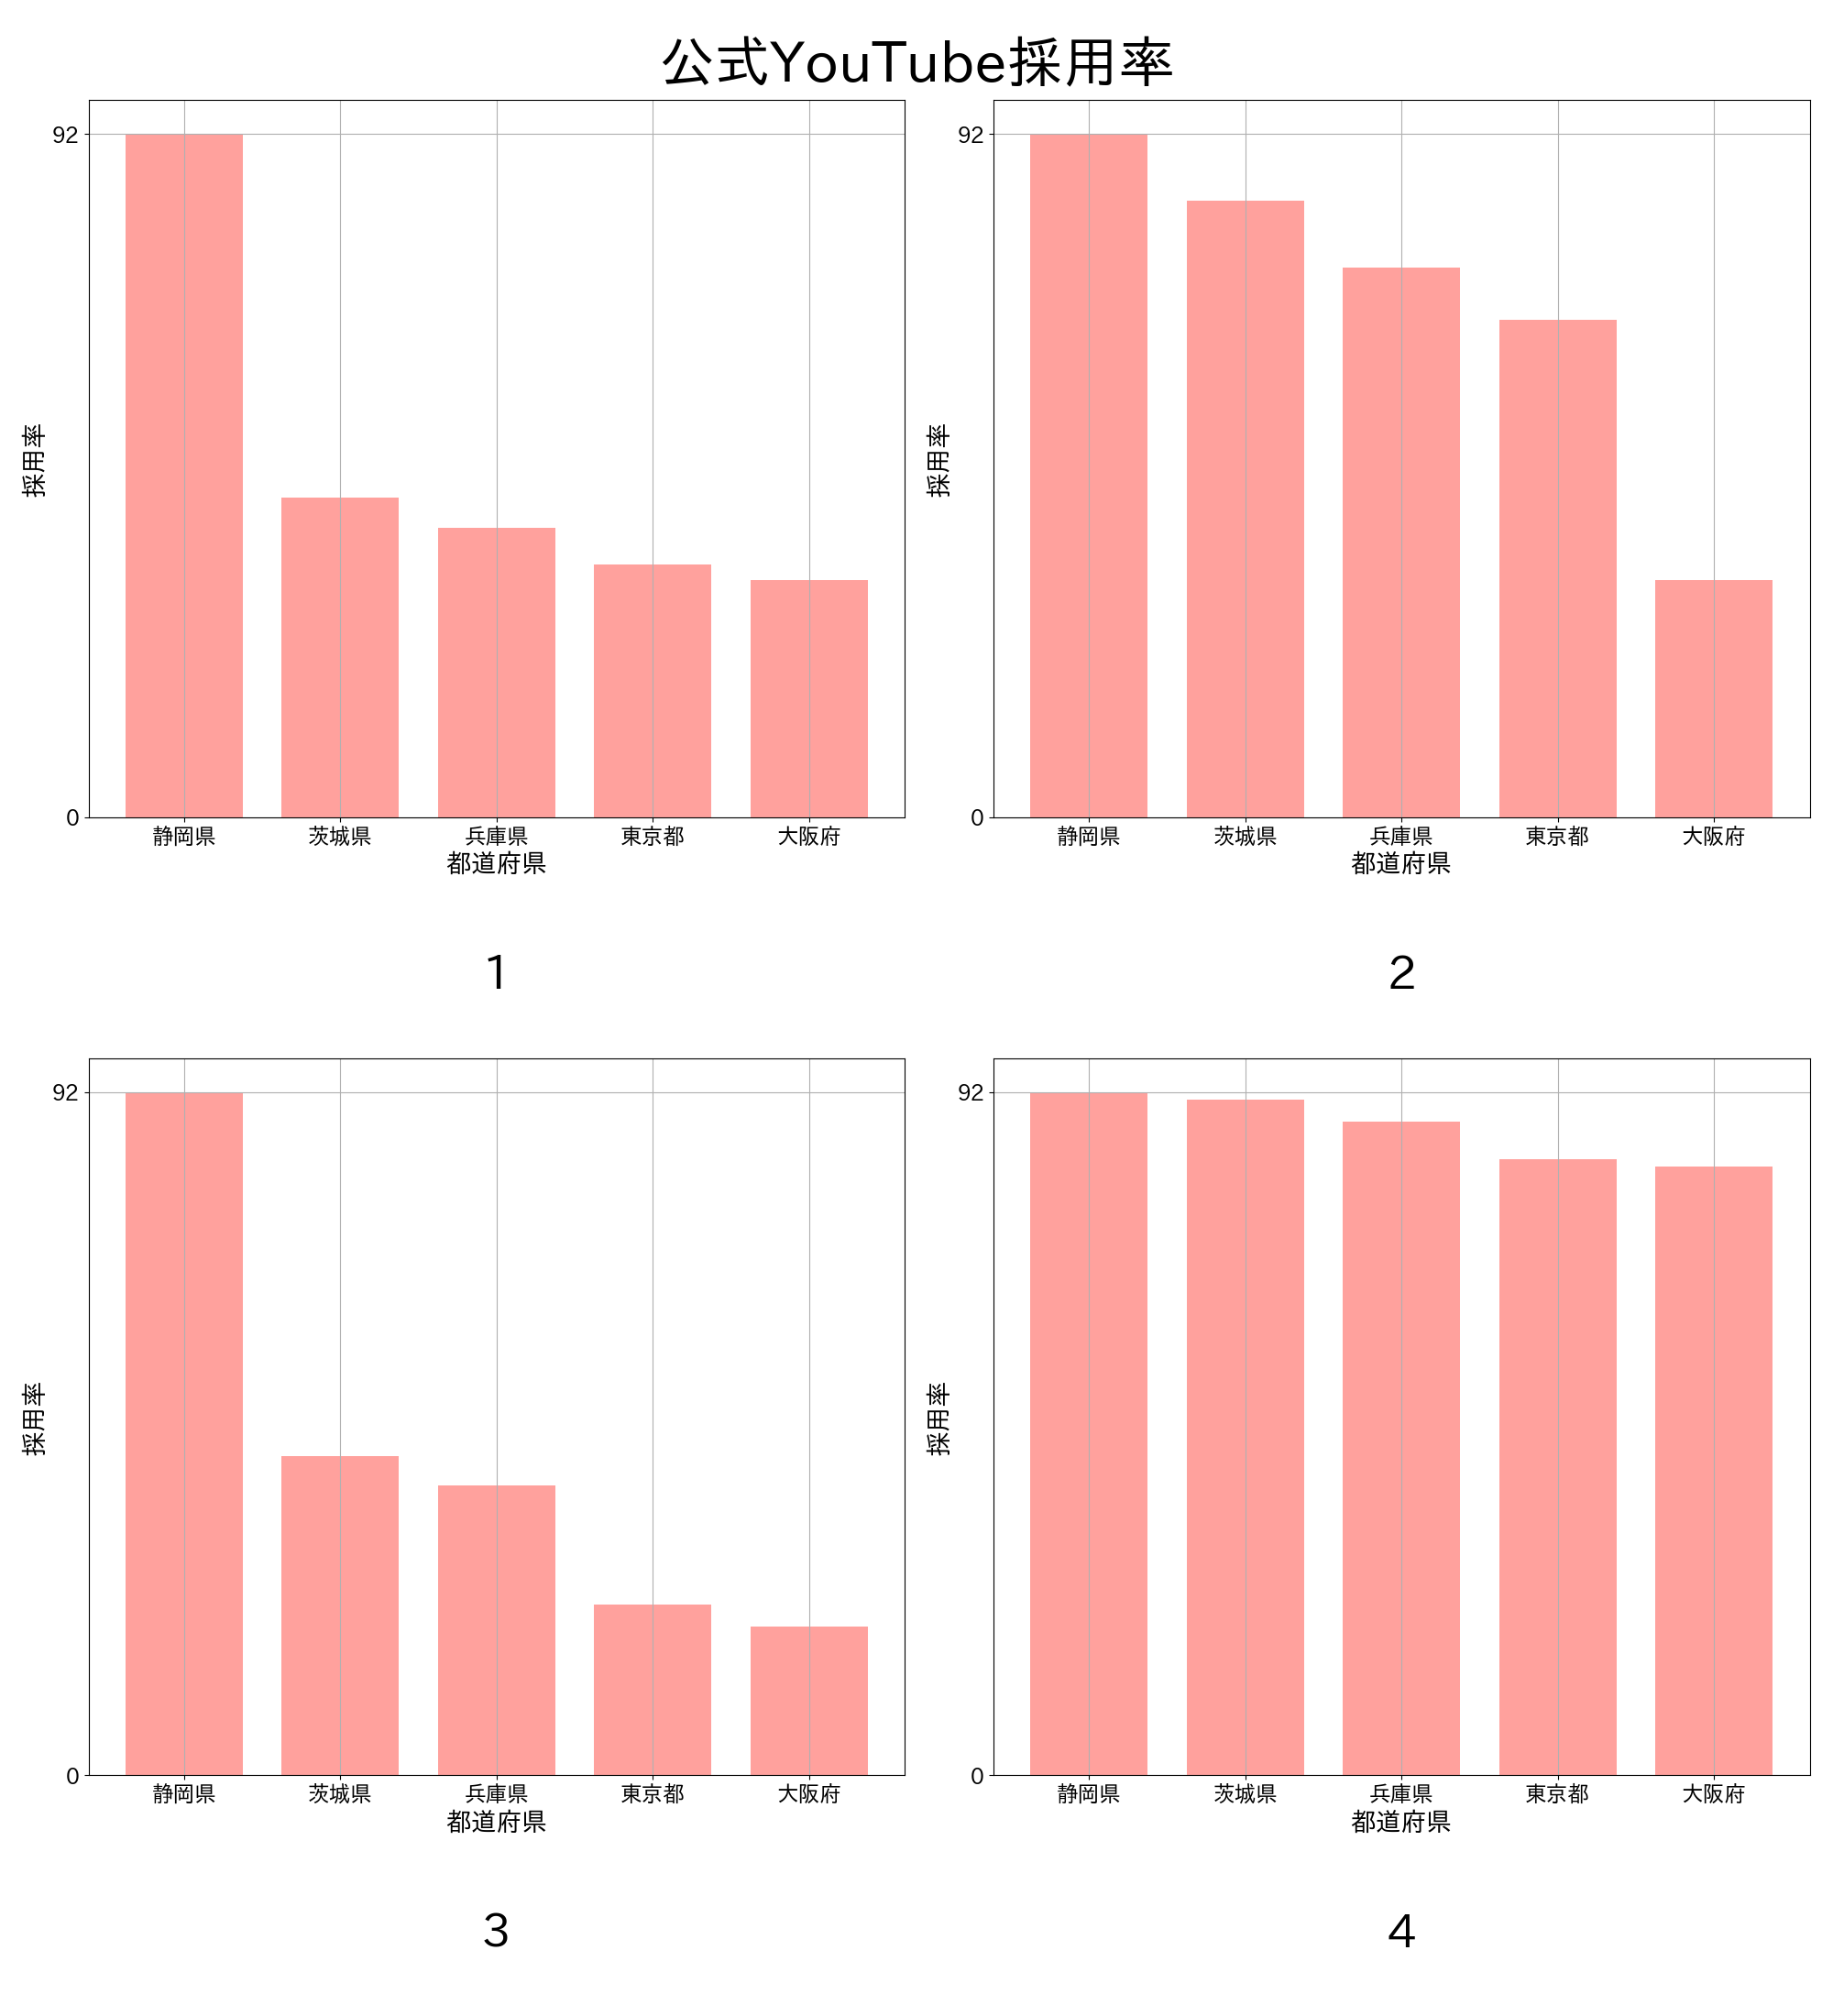 公式YouTube採用率
92
採用率
0
静岡県 茨城県 兵庫県 東京都 大阪府
都道府県
1
92
採用率
0
静岡県 茨城県 兵庫県 東京都 大阪府
都道府県
2
92
採用率
0
静岡県 茨城県 兵庫県 東京都 大阪府
都道府県
3
92
採用率
0
静岡県 茨城県 兵庫県 東京都 大阪府
都道府県
4